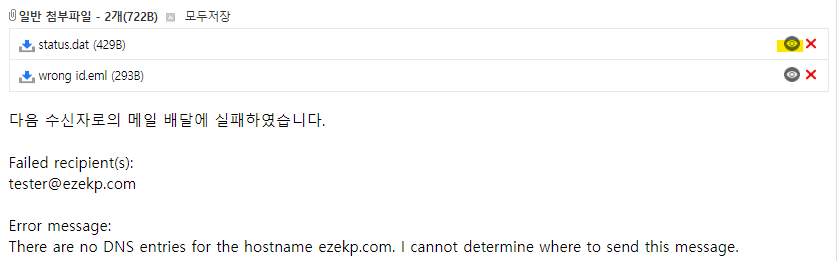 일반 첨부파일 - 2개(722B) 모두저장
status.dat (429B)
wrong id.eml (293B)
다음 수신자로의 메일 배달에 실패하였습니다.
Failed recipient(s):
tester@ezekp.com
Error message:
There are no DNS entries for the hostname ezekp.com. I cannot determine where to send this message.